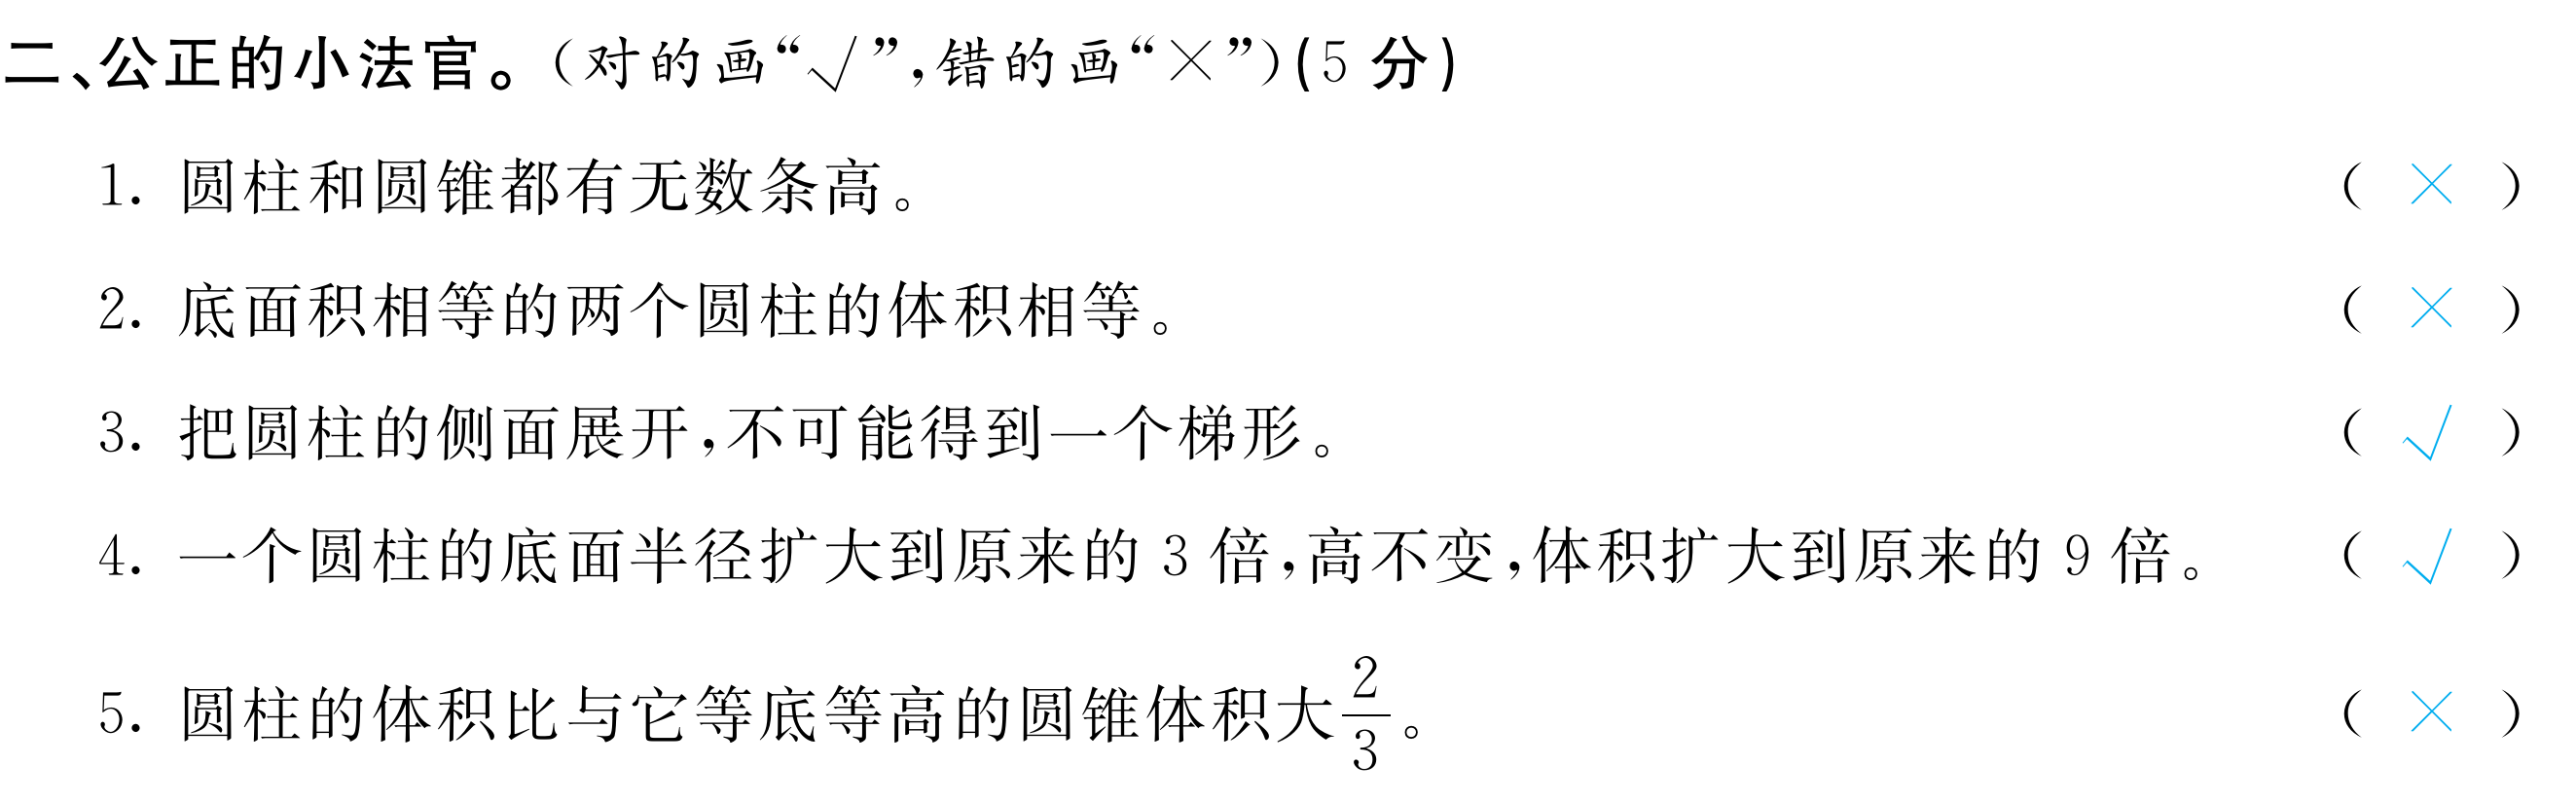 二、公正的小法官。(对的画“√”,错的画“×”)(5 分)
1. 圆柱和圆锥都有无数条高。 ( × )
2. 底面积相等的两个圆柱的体积相等。 ( × )
3. 把圆柱的侧面展开,不可能得到一个梯形。 ( √ )
4. 一个圆柱的底面半径扩大到原来的 3 倍,高不变,体积扩大到原来的 9 倍。 ( √ )
5. 圆柱的体积比与它等底等高的圆锥体积大2/3。 ( × )